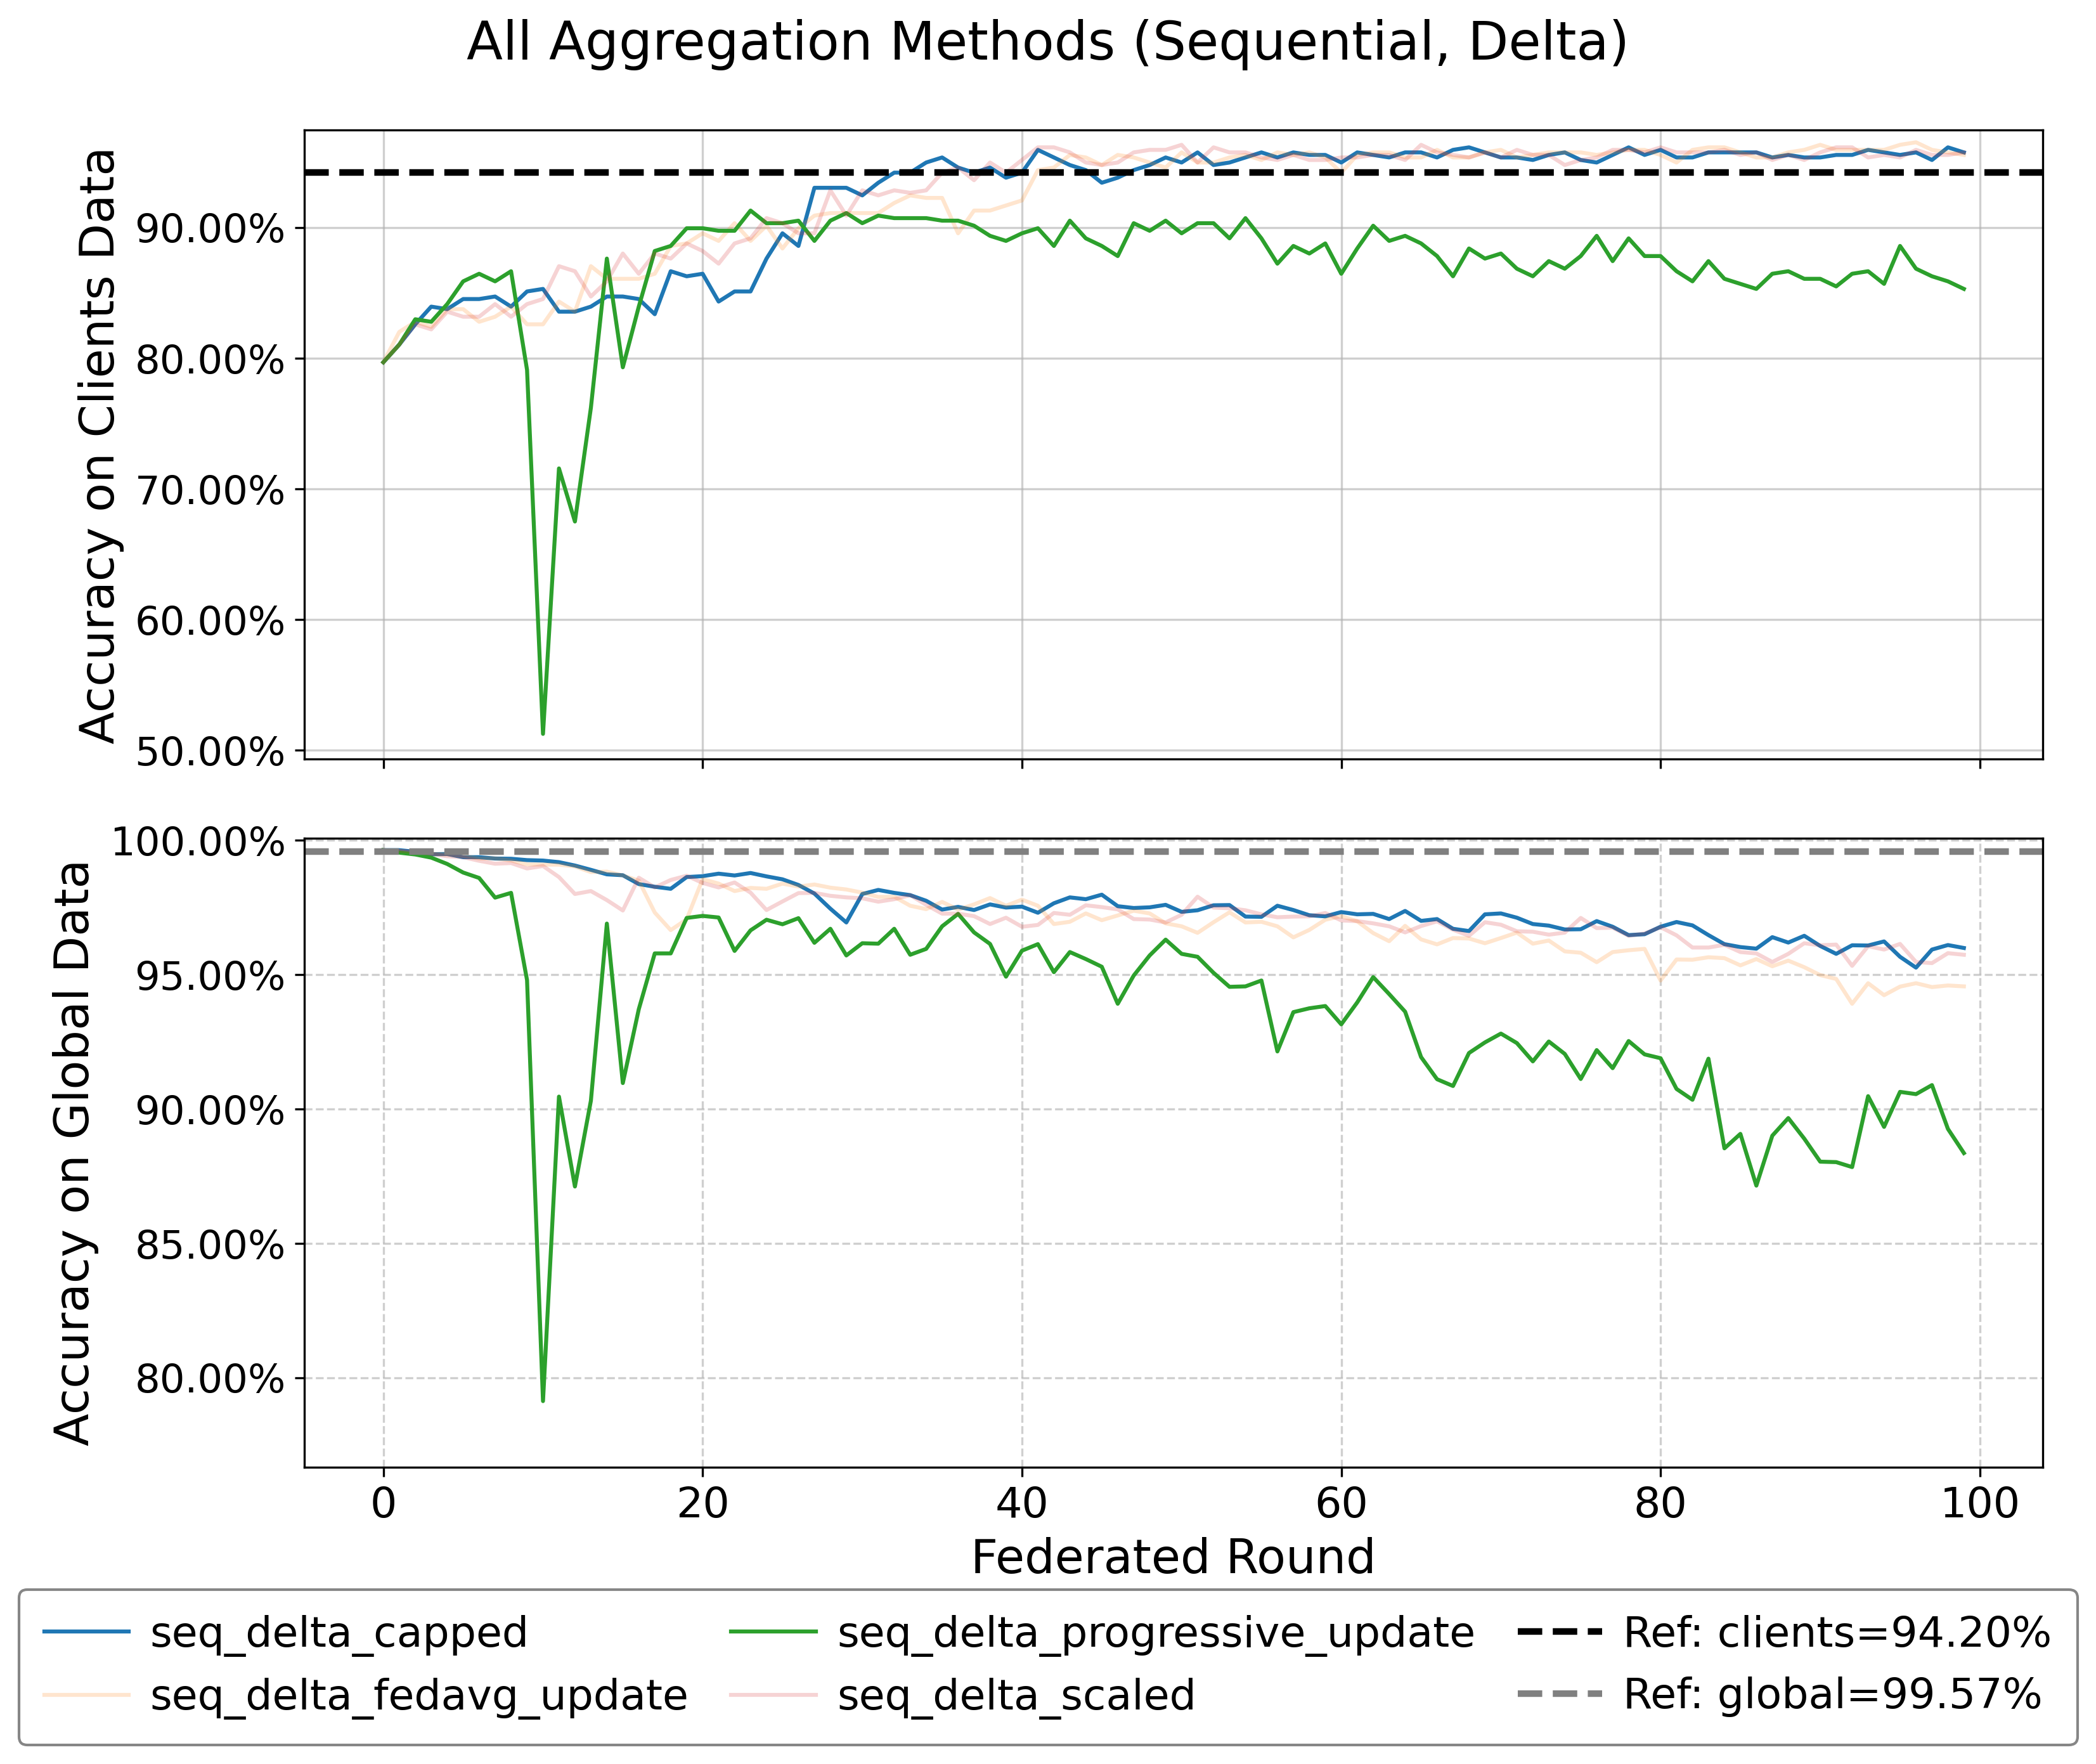 All Aggregation Methods (Sequential, Delta)
Accuracy on Clients Data
90.00%
80.00%
70.00%
60.00%
50.00%
Accuracy on Global Data
100.00%
95.00%
90.00%
85.00%
80.00%
0 20 40 60 80 100
Federated Round
seq_delta_capped seq_delta_progressive_update Ref: clients=94.20%
seq_delta_fedavg_update seq_delta_scaled Ref: global=99.57%